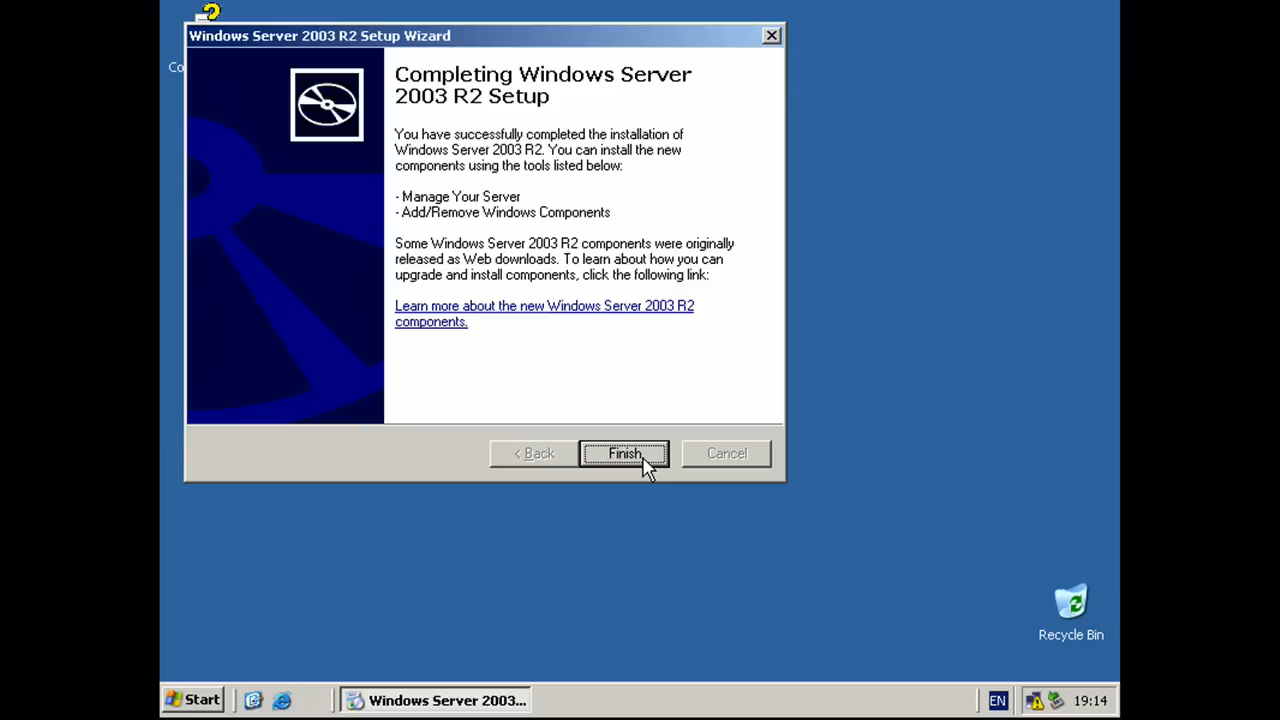 Windows Server 2003 R2 Setup Wizard
Co
Completing Windows Server
2003 R2 Setup
You have successfully completed the installation of
Windows Server 2003 R2. You can install the new
components using the tools listed below:
- Manage Your Server
- Add/Remove Windows Components
Some Windows Server 2003 R2 components were originally
released as Web downloads. To learn about how you can
upgrade and install components, click the following link:
Learn more about the new Windows Server 2003 R2
components.
< Back
Finish
Cancel
Recycle Bin
Start
Windows Server 2003...
EN
19:14